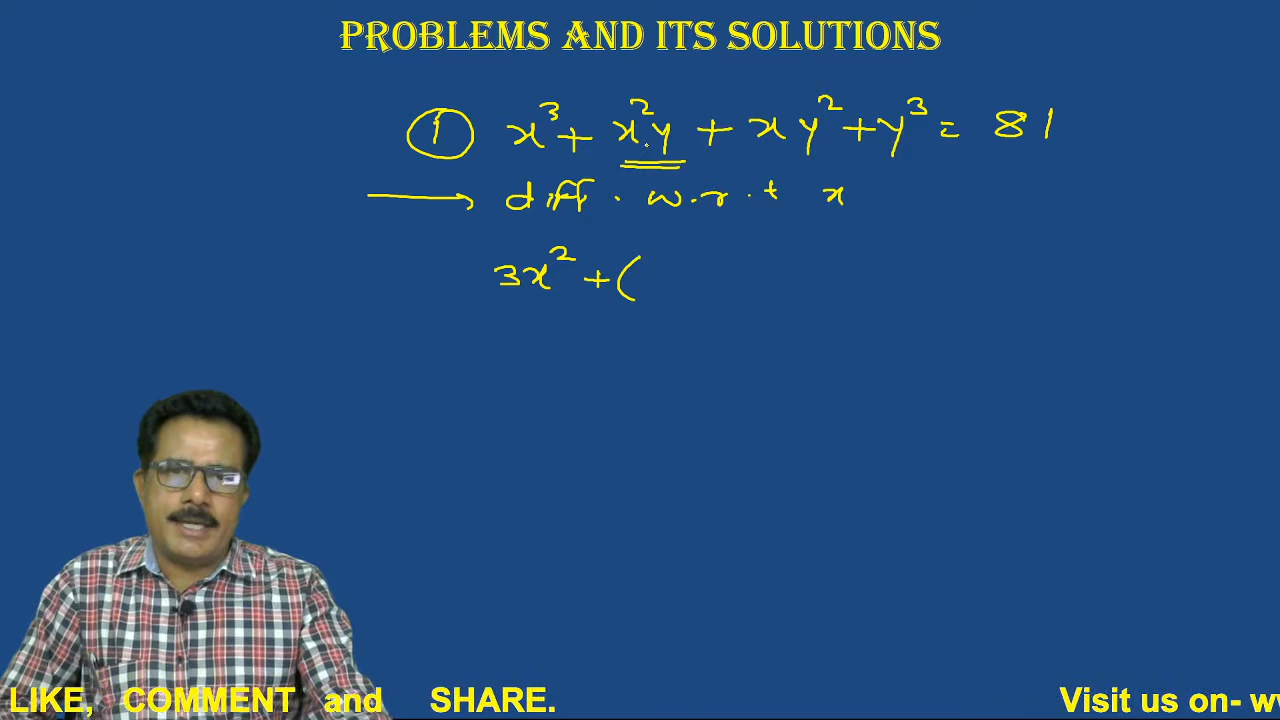 PROBLEMS AND ITS SOLUTIONS
① x³ + x²y + xy² + y³ = 81
→ diff. w.r.t x
3x² + (
LIKE, COMMENT and SHARE. Visit us on- w